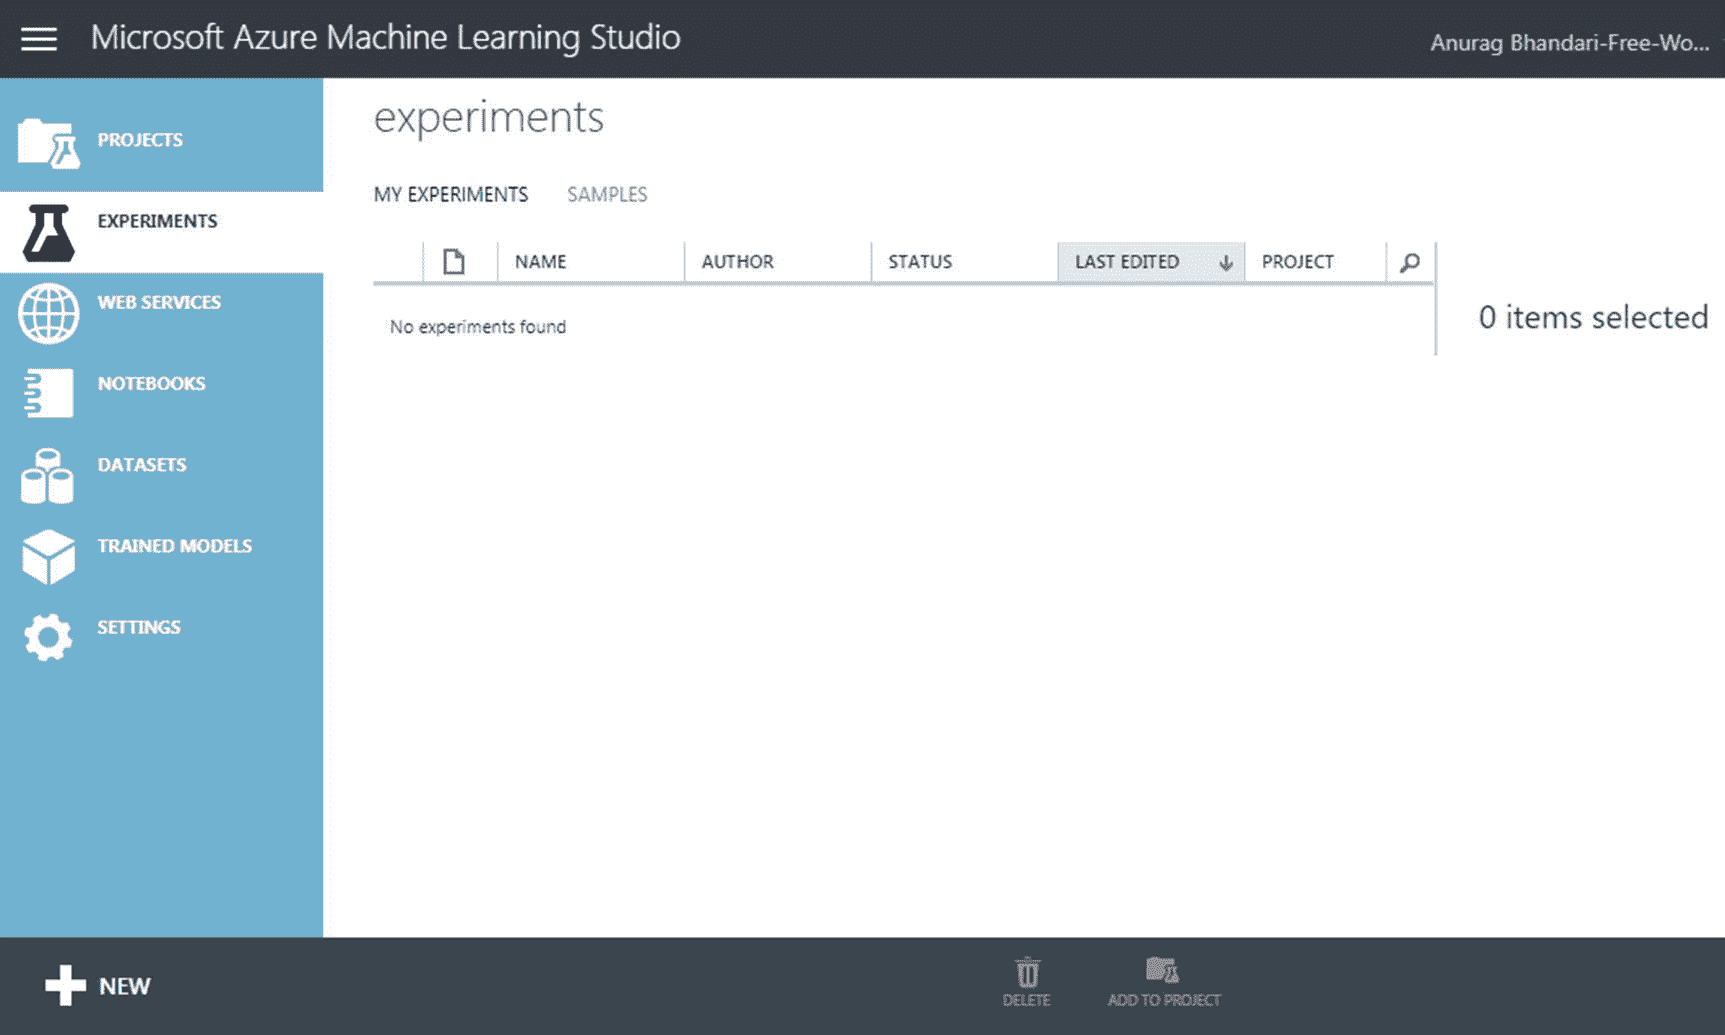 Microsoft Azure Machine Learning Studio
Anurag Bhandari-Free-Wo...
PROJECTS
EXPERIMENTS
WEB SERVICES
NOTEBOOKS
DATASETS
TRAINED MODELS
SETTINGS
experiments
MY EXPERIMENTS SAMPLES
NAME AUTHOR STATUS LAST EDITED PROJECT
No experiments found
0 items selected
NEW
DELETE
ADD TO PROJECT